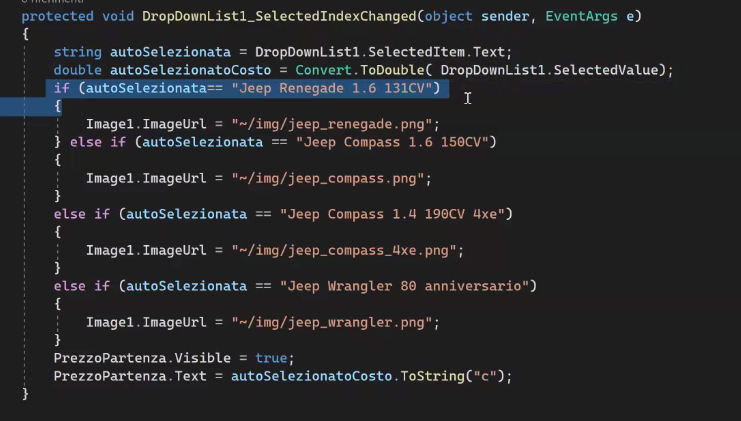 protected void DropDownList1_SelectedIndexChanged(object sender, EventArgs e)
{
string autoSelezionata = DropDownList1.SelectedItem.Text;
double autoSelezionatoCosto = Convert.ToDouble( DropDownList1.SelectedValue);
if (autoSelezionata== "Jeep Renegade 1.6 131CV")
{
Image1.ImageUrl = "~/img/jeep_renegade.png";
} else if (autoSelezionata == "Jeep Compass 1.6 150CV")
{
Image1.ImageUrl = "~/img/jeep_compass.png";
}
else if (autoSelezionata == "Jeep Compass 1.4 190CV 4xe")
{
Image1.ImageUrl = "~/img/jeep_compass_4xe.png";
}
else if (autoSelezionata == "Jeep Wrangler 80 anniversario")
{
Image1.ImageUrl = "~/img/jeep_wrangler.png";
}
PrezzoPartenza.Visible = true;
PrezzoPartenza.Text = autoSelezionatoCosto.ToString("c");
}